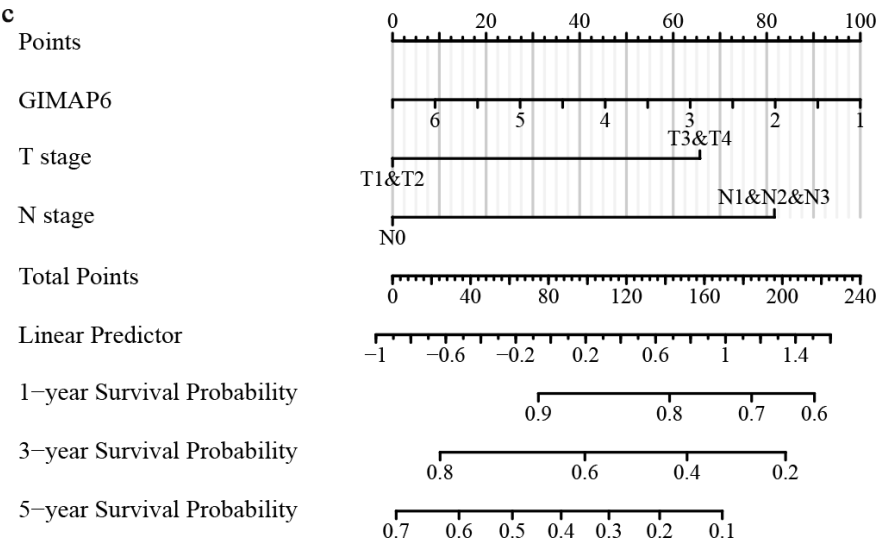 c
0 20 40 60 80 100
Points
GIMAP6
6 5 4 3 2 1
T3&T4
T stage
T1&T2
N1&N2&N3
N stage
N0
Total Points
0 40 80 120 160 200 240
Linear Predictor
−1 −0.6 −0.2 0.2 0.6 1 1.4
1−year Survival Probability
0.9 0.8 0.7 0.6
3−year Survival Probability
0.8 0.6 0.4 0.2
5−year Survival Probability
0.7 0.6 0.5 0.4 0.3 0.2 0.1